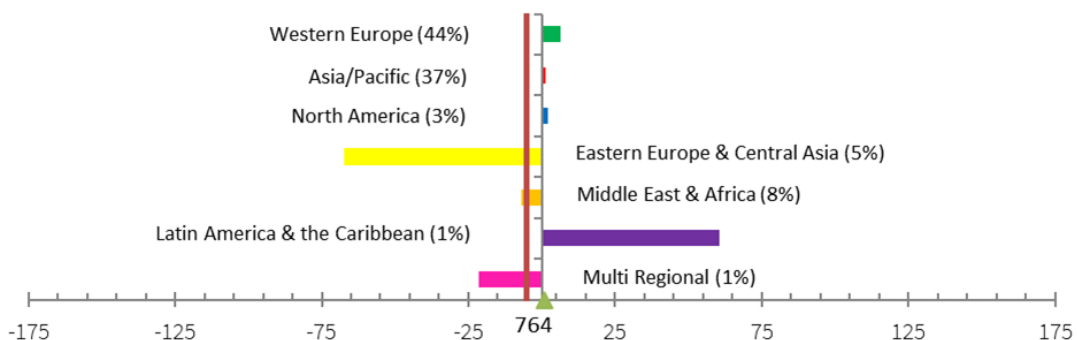 Western Europe (44%)
Asia/Pacific (37%)
North America (3%)
Eastern Europe & Central Asia (5%)
Middle East & Africa (8%)
Latin America & the Caribbean (1%)
Multi Regional (1%)
-175 -125 -75 -25 764 25 75 125 175